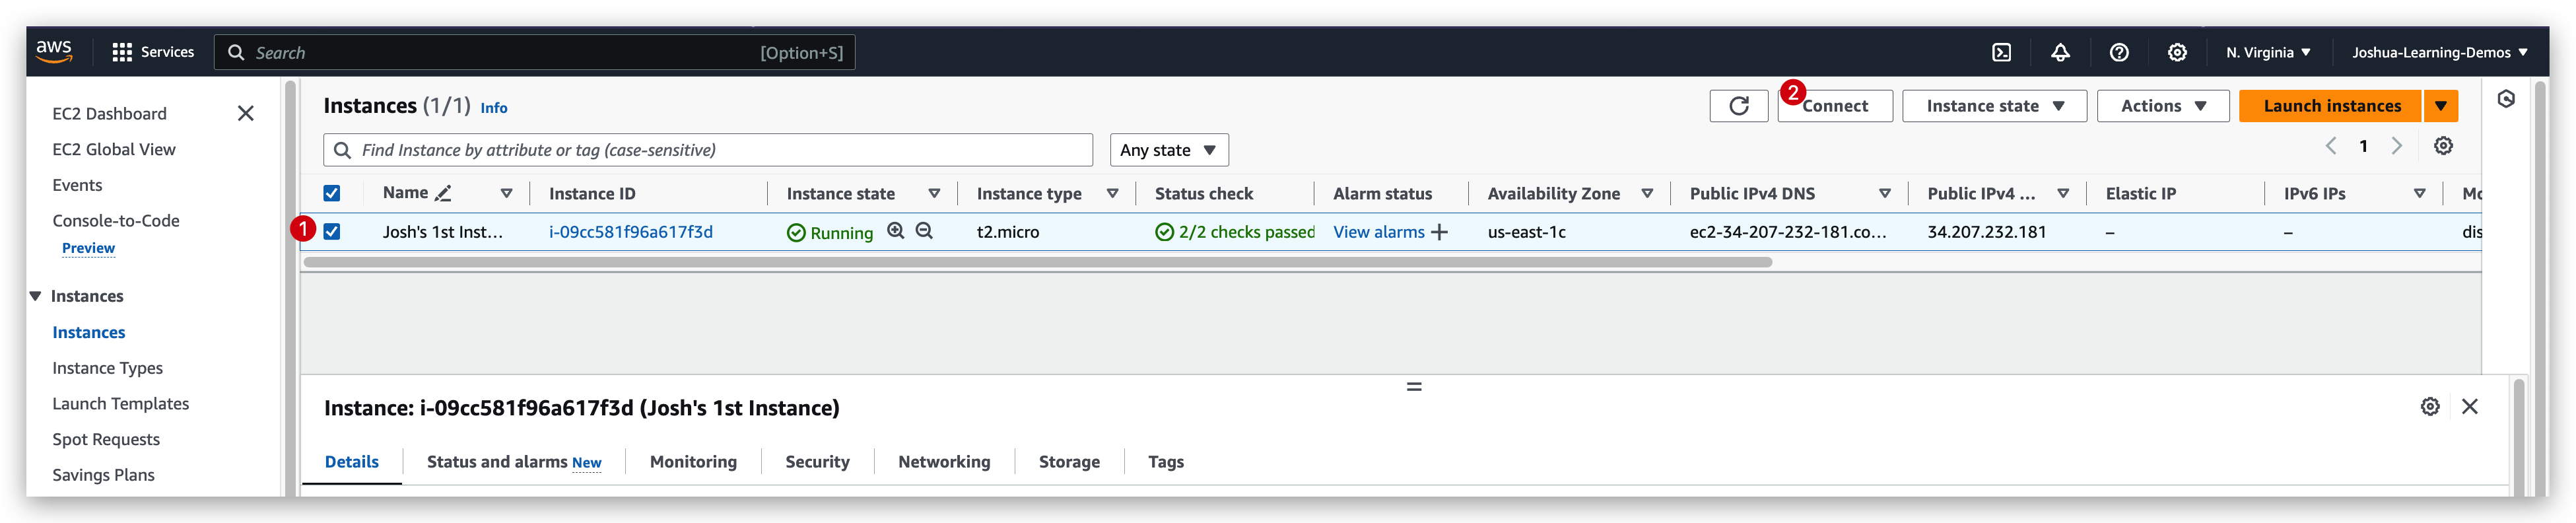 aws Services Search [Option+S] N. Virginia Joshua-Learning-Demos
EC2 Dashboard
EC2 Global View
Events
Console-to-Code
Preview
Instances
Instances
Instance Types
Launch Templates
Spot Requests
Savings Plans
Instances (1/1) Info
2 Connect Instance state Actions Launch instances
Find Instance by attribute or tag (case-sensitive) Any state 1
Name Instance ID Instance state Instance type Status check Alarm status Availability Zone Public IPv4 DNS Public IPv4 ... Elastic IP IPv6 IPs
1 Josh's 1st Inst... i-09cc581f96a617f3d Running t2.micro 2/2 checks passed View alarms + us-east-1c ec2-34-207-232-181.co... 34.207.232.181 – – dis
Instance: i-09cc581f96a617f3d (Josh's 1st Instance)
Details Status and alarms New Monitoring Security Networking Storage Tags